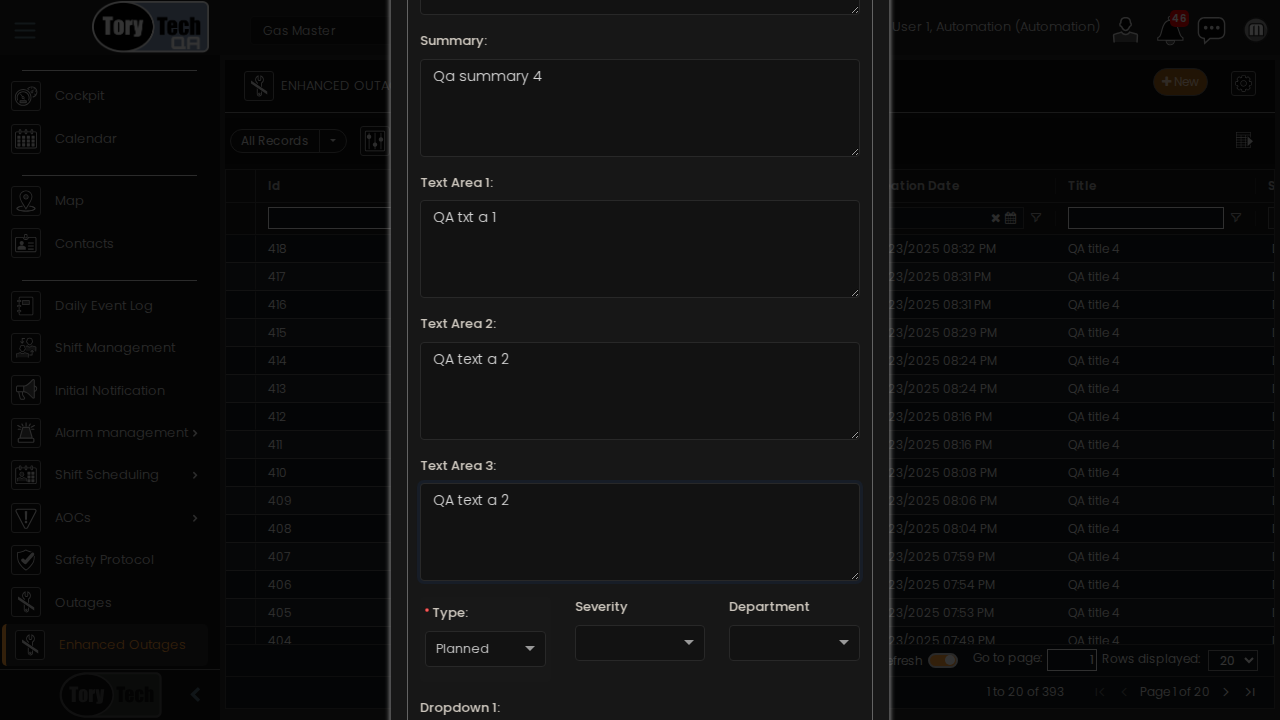 Tory Tech
QA
Gas Master
User 1, Automation (Automation)
46
m
Cockpit
Calendar
Map
Contacts
Daily Event Log
Shift Management
Initial Notification
Alarm management
Shift Scheduling
AOCs
Safety Protocol
Outages
Enhanced Outages
Tory Tech
ENHANCED OUTA
+ New
All Records
Id
ation Date
Title
S
418
23/2025 08:32 PM
QA title 4
417
23/2025 08:31 PM
QA title 4
416
23/2025 08:31 PM
QA title 4
415
23/2025 08:29 PM
QA title 4
414
23/2025 08:24 PM
QA title 4
413
23/2025 08:24 PM
QA title 4
412
23/2025 08:16 PM
QA title 4
411
23/2025 08:16 PM
QA title 4
410
23/2025 08:08 PM
QA title 4
409
23/2025 08:06 PM
QA title 4
408
23/2025 08:04 PM
QA title 4
407
23/2025 07:59 PM
QA title 4
406
23/2025 07:54 PM
QA title 4
405
23/2025 07:53 PM
QA title 4
404
23/2025 07:49 PM
QA title 4
efresh
Go to page:
1
Rows displayed:
20
1 to 20 of 393
Page 1 of 20
Summary:
Qa summary 4
Text Area 1:
QA txt a 1
Text Area 2:
QA text a 2
Text Area 3:
QA text a 2
* Type:
Severity
Department
Planned
Dropdown 1: